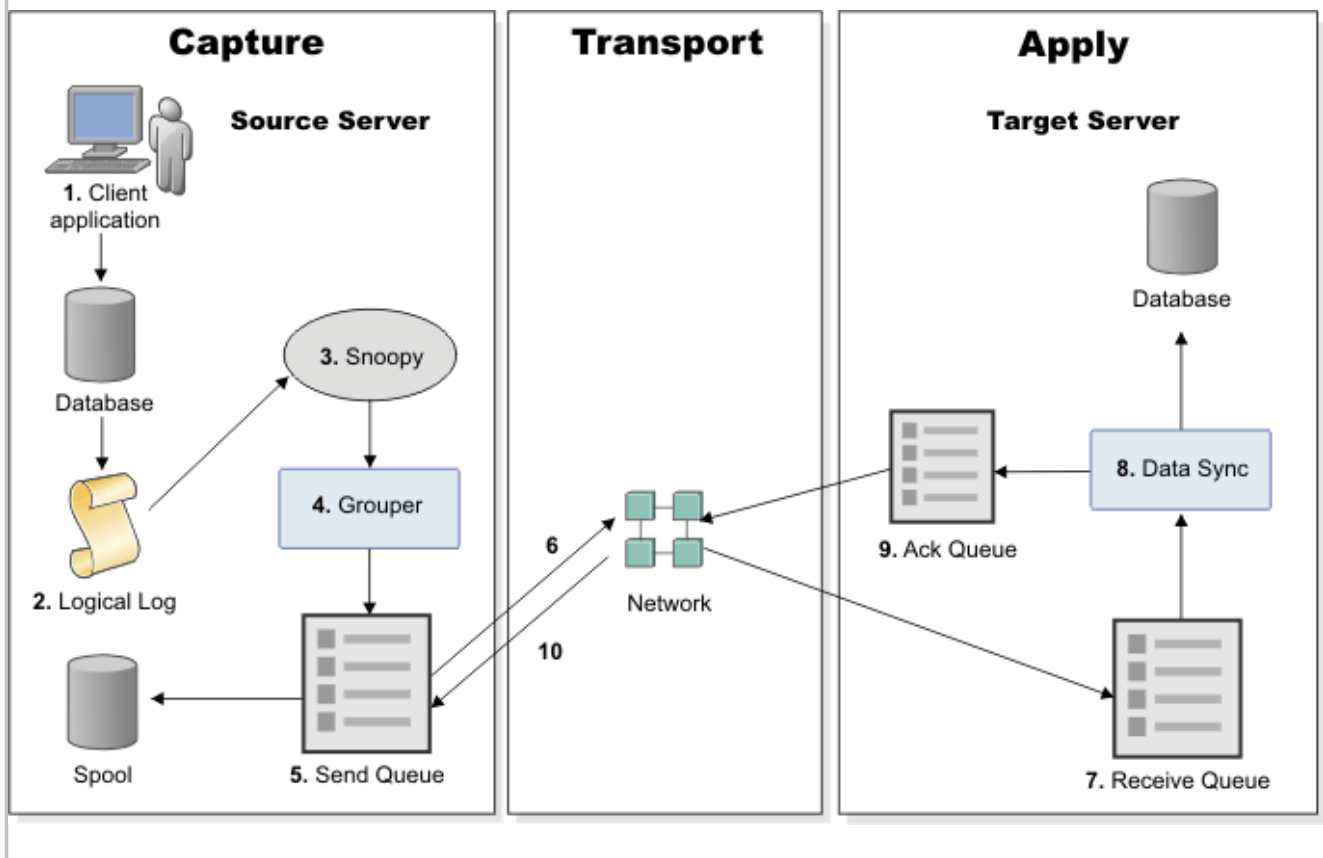 Capture
Source Server
1. Client
application
Database
3. Snoopy
4. Grouper
2. Logical Log
Spool
5. Send Queue
Transport
6
10
Network
Apply
Target Server
Database
8. Data Sync
9. Ack Queue
7. Receive Queue